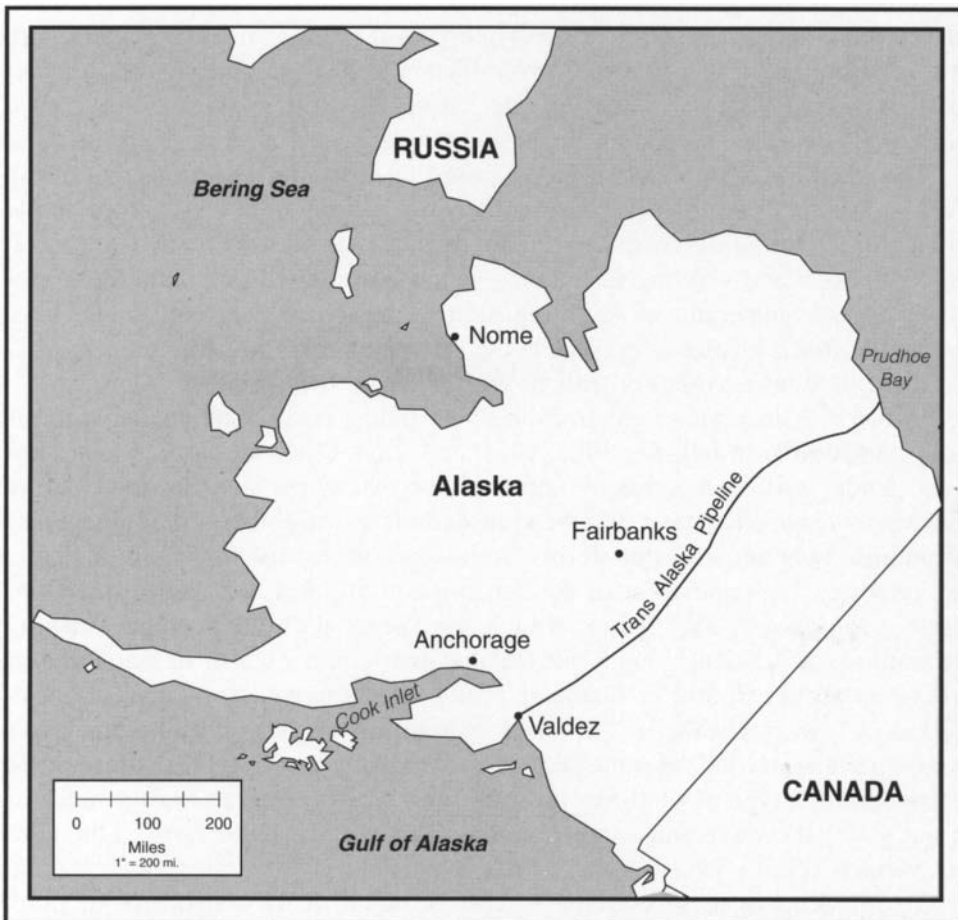 RUSSIA
Bering Sea
Nome
Prudhoe
Bay
Alaska
Fairbanks
Trans Alaska Pipeline
Anchorage
Cook Inlet
Valdez
CANADA
0 100 200
Miles
1" = 200 mi.
Gulf of Alaska